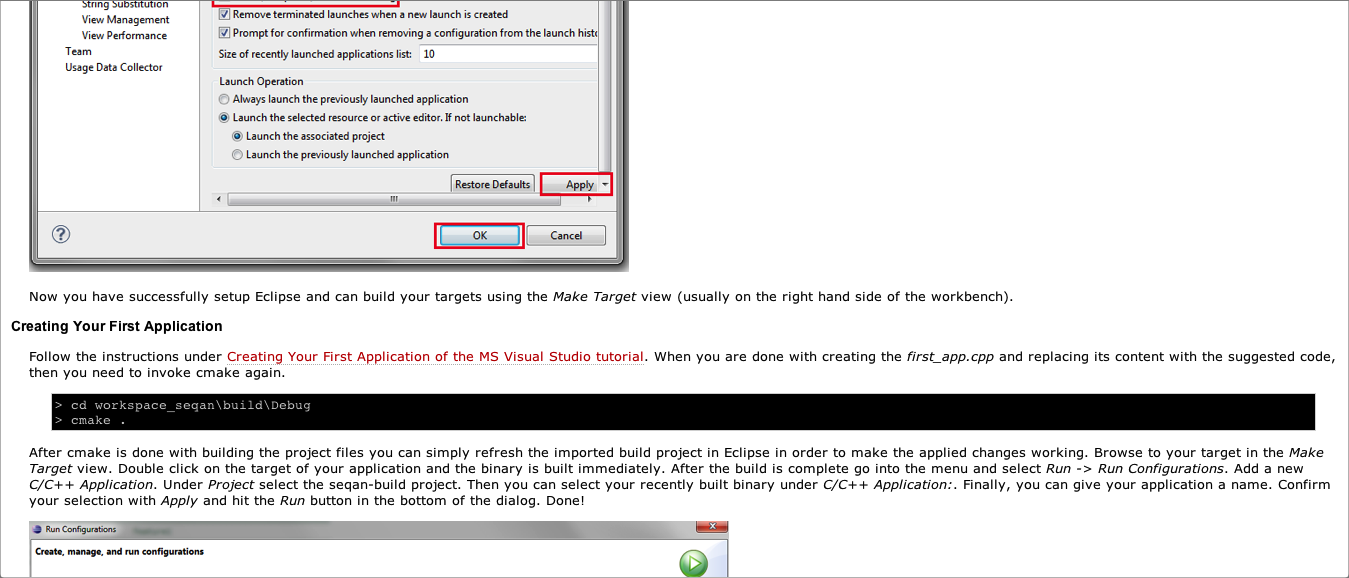 String Substitution
View Management
View Performance
Team
Usage Data Collector
Remove terminated launches when a new launch is created
Prompt for confirmation when removing a configuration from the launch
Size of recently launched applications list: 10
Launch Operation
Always launch the previously launched application
Launch the selected resource or active editor. If not launchable:
Launch the associated project
Launch the previously launched application
Restore Defaults
Apply
?
OK
Cancel
Now you have successfully setup Eclipse and can build your targets using the Make Target view (usually on the right hand side of the workbench).
Creating Your First Application
Follow the instructions under Creating Your First Application of the MS Visual Studio tutorial. When you are done with creating the first_app.cpp and replacing its content with the suggested code,
then you need to invoke cmake again.
> cd workspace_seqan\build\Debug
> cmake .
After cmake is done with building the project files you can simply refresh the imported build project in Eclipse in order to make the applied changes working. Browse to your target in the Make
Target view. Double click on the target of your application and the binary is built immediately. After the build is complete go into the menu and select Run -> Run Configurations. Add a new
C/C++ Application. Under Project select the seqan-build project. Then you can select your recently built binary under C/C++ Application:. Finally, you can give your application a name. Confirm
your selection with Apply and hit the Run button in the bottom of the dialog. Done!
Run Configurations
Create, manage, and run configurations